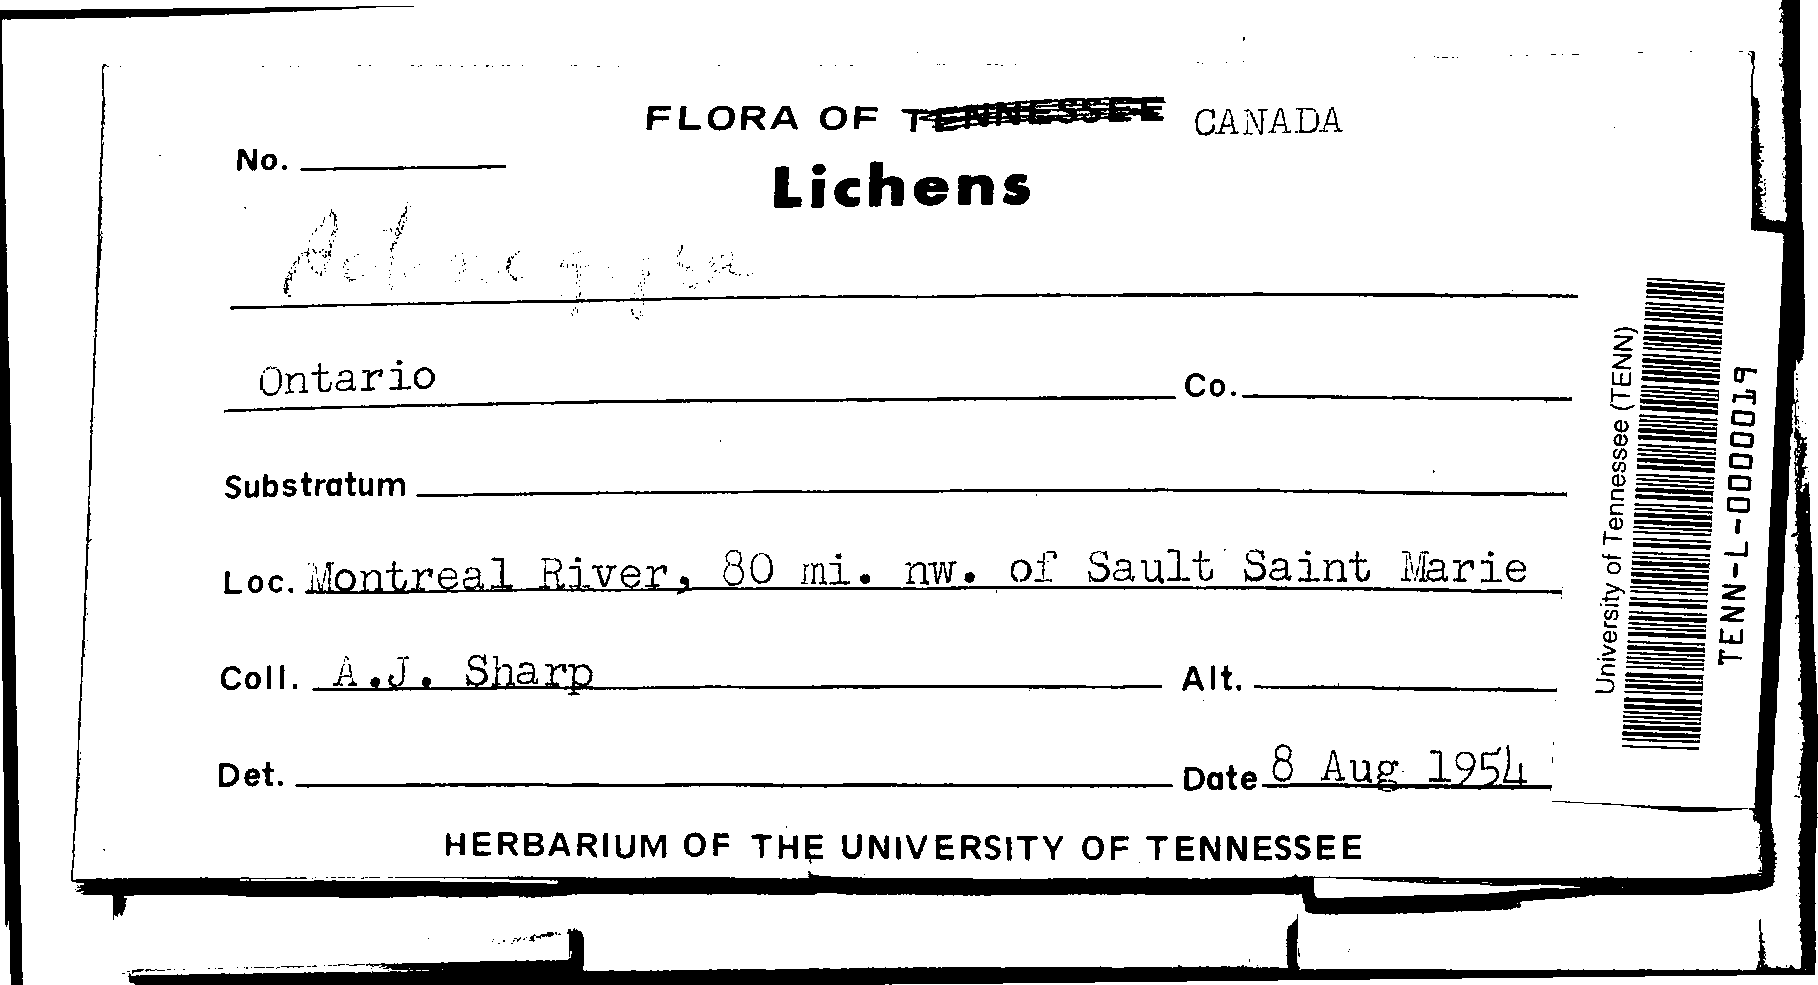 FLORA OF TENNESSEE CANADA
No.
Lichens
Actinogyra
Ontario Co.
Substratum
Loc. Montreal River, 80 mi. nw. of Sault Saint Marie
Coll. A.J. Sharp Alt.
Det. Date 8 Aug 1954
HERBARIUM OF THE UNIVERSITY OF TENNESSEE
University of Tennessee (TENN)
TENN-L-0000019